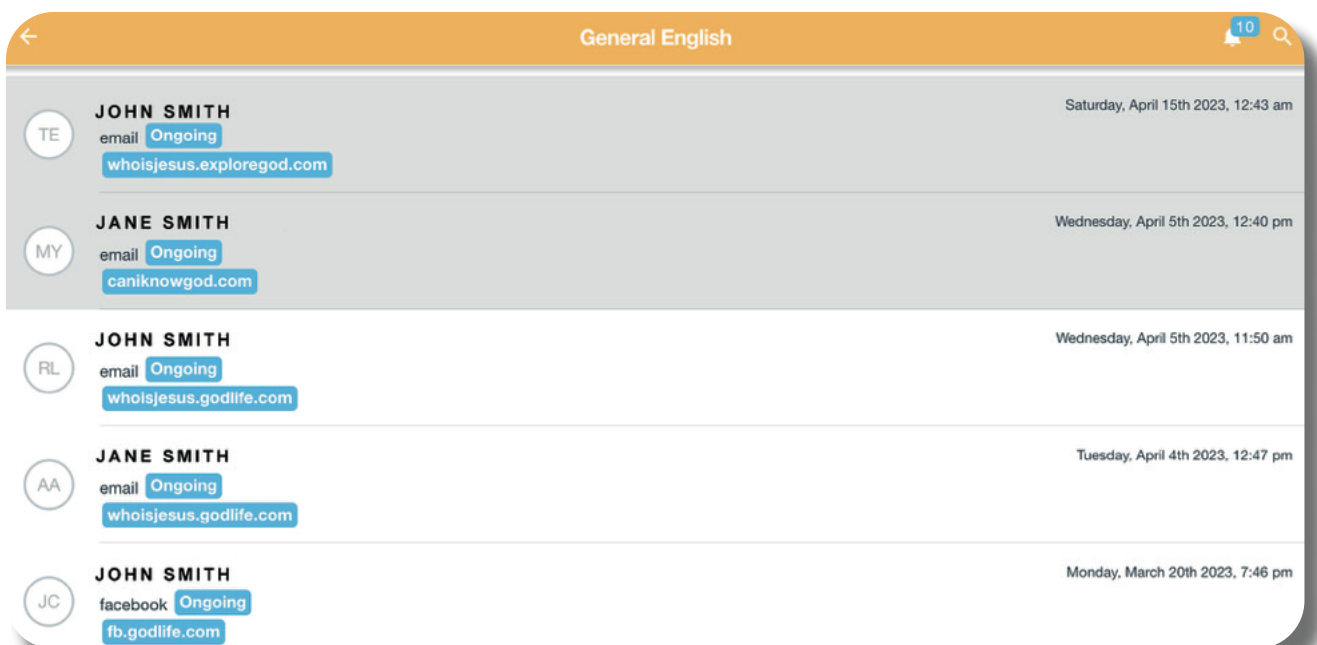 General English
10
TE
JOHN SMITH
Saturday, April 15th 2023, 12:43 am
email Ongoing
whoisjesus.exploregod.com
MY
JANE SMITH
Wednesday, April 5th 2023, 12:40 pm
email Ongoing
caniknowgod.com
RL
JOHN SMITH
Wednesday, April 5th 2023, 11:50 am
email Ongoing
whoisjesus.godlife.com
AA
JANE SMITH
Tuesday, April 4th 2023, 12:47 pm
email Ongoing
whoisjesus.godlife.com
JC
JOHN SMITH
Monday, March 20th 2023, 7:46 pm
facebook Ongoing
fb.godlife.com